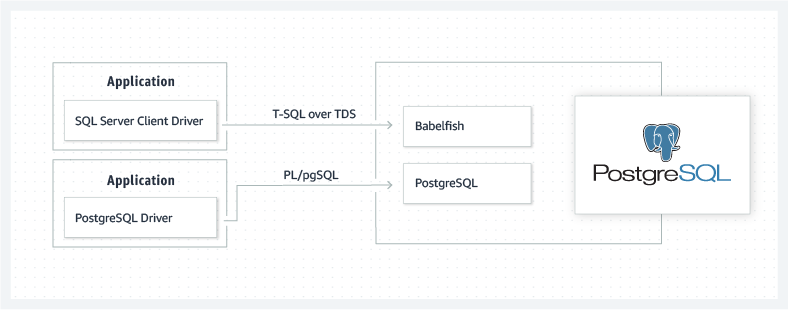 Application
SQL Server Client Driver
T-SQL over TDS
Babelfish
Application
PostgreSQL Driver
PL/pgSQL
PostgreSQL
PostgreSQL